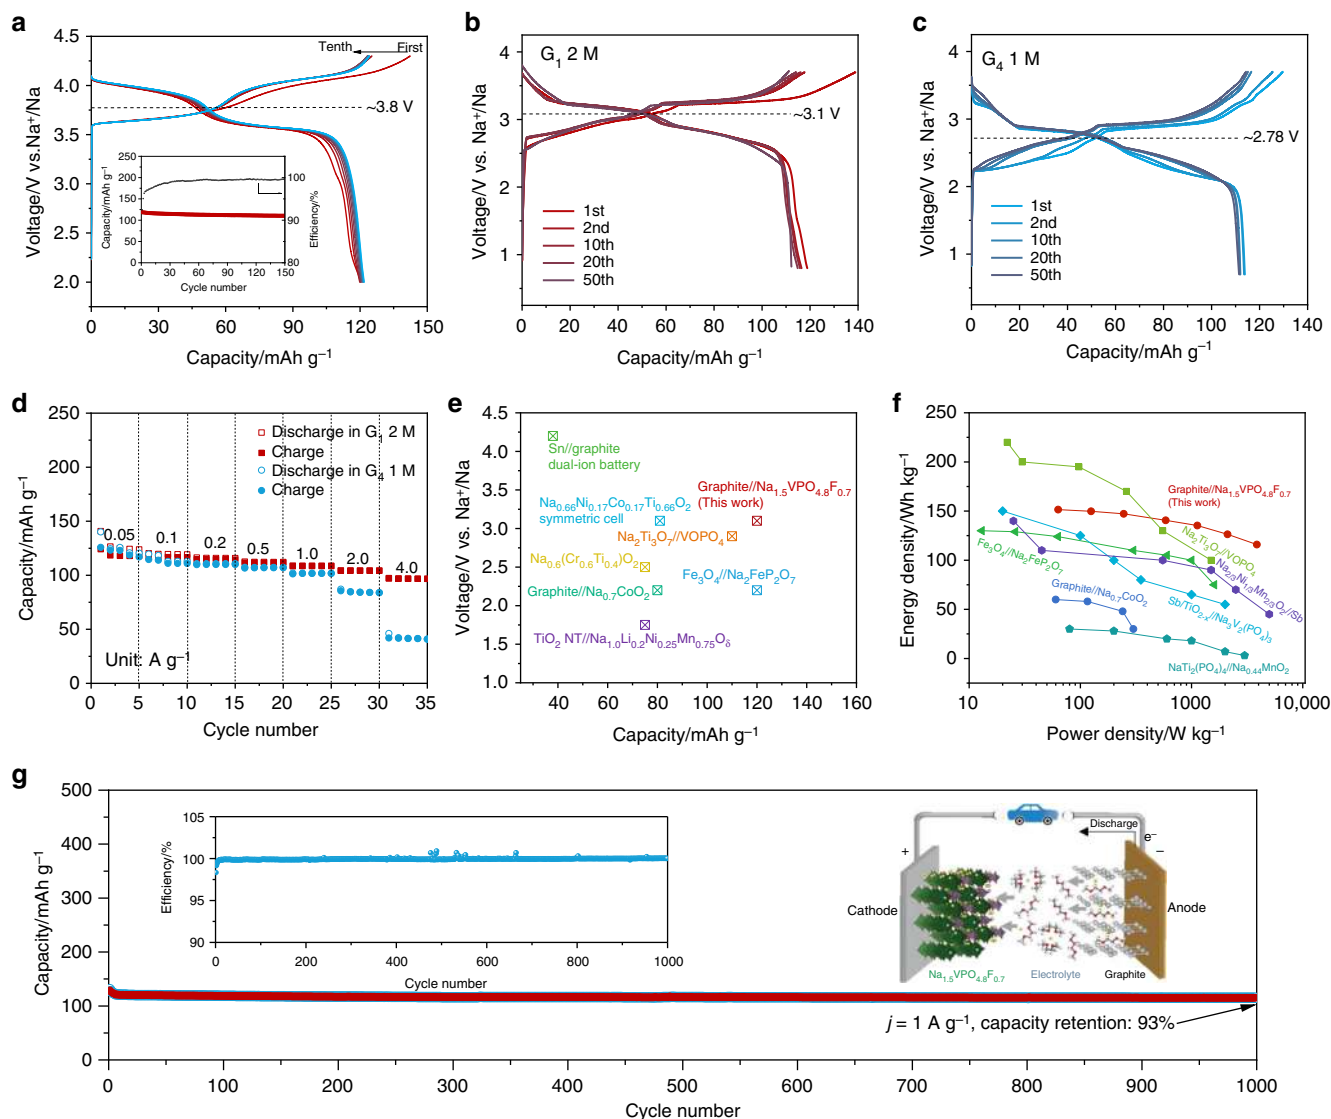 a
4.5
4.0
3.5
3.0
2.5
2.0
Voltage/V vs.Na⁺/Na
Tenth
First
~3.8 V
250
200
150
100
50
0
Capacity/mAh g⁻¹
100
90
80
Efficiency/%
0 30 60 90 120 150
Cycle number
0 30 60 90 120 150
Capacity/mAh g⁻¹
b
G₁ 2 M
4
3
2
1
Voltage/V vs. Na⁺/Na
~3.1 V
1st
2nd
10th
20th
50th
0 20 40 60 80 100 120 140
Capacity/mAh g⁻¹
c
G₄ 1 M
4
3
2
1
Voltage/V vs. Na⁺/Na
~2.78 V
1st
2nd
10th
20th
50th
0 20 40 60 80 100 120 140
Capacity/mAh g⁻¹
d
250
200
150
100
50
0
Capacity/mAh g⁻¹
Discharge in G₁ 2 M
Charge
Discharge in G₄ 1 M
Charge
0.05 0.1 0.2 0.5 1.0 2.0 4.0
Unit: A g⁻¹
0 5 10 15 20 25 30 35
Cycle number
e
4.5
4.0
3.5
3.0
2.5
2.0
1.5
1.0
Voltage/V vs. Na⁺/Na
Sn//graphite
dual-ion battery
Graphite//Na₁.₅VPO₄.₈F₀.₇
(This work)
Na₀.₆₆Ni₀.₁₇Co₀.₁₇Ti₀.₆₆O₂
symmetric cell
Na₂Ti₃O₇//VOPO₄
Na₀.₆(Cr₀.₆Ti₀.₄)O₂
Graphite//Na₀.₇CoO₂
Fe₃O₄//Na₂FeP₂O₇
TiO₂ NT//Na₁.₀Li₀.₂Ni₀.₂₅Mn₀.₇₅O_δ
40 60 80 100 120 140 160
Capacity/mAh g⁻¹
f
250
200
150
100
50
0
Energy density/Wh kg⁻¹
Graphite//Na₁.₅VPO₄.₈F₀.₇
(This work)
Na₂Ti₃O₇//VOPO₄
Fe₃O₄//Na₂FeP₂O₇
Na₂/₃Ni₁/₃Mn₂/₃O₂//Sb
Graphite//Na₀.₇CoO₂
Sb/TiO₂₋ₓ//Na₃V₂(PO₄)₃
NaTi₂(PO₄)₄//Na₀.₄₄MnO₂
10 100 1000 10,000
Power density/W kg⁻¹
g
500
400
300
200
100
0
Capacity/mAh g⁻¹
105
100
95
90
Efficiency/%
0 200 400 600 800 1000
Cycle number
Discharge
e⁻
+
−
Cathode
Anode
Na₁.₅VPO₄.₈F₀.₇
Electrolyte
Graphite
j = 1 A g⁻¹, capacity retention: 93%
0 50 100 200 300 400 500 600 700 800 900 1000
Cycle number